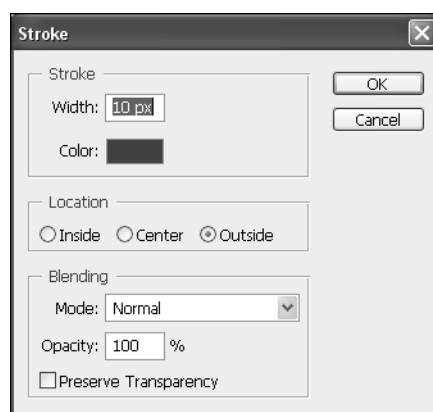 Stroke
Stroke
Width: 10 px
Color:
OK
Cancel
Location
Inside Center Outside
Blending
Mode: Normal
Opacity: 100 %
Preserve Transparency